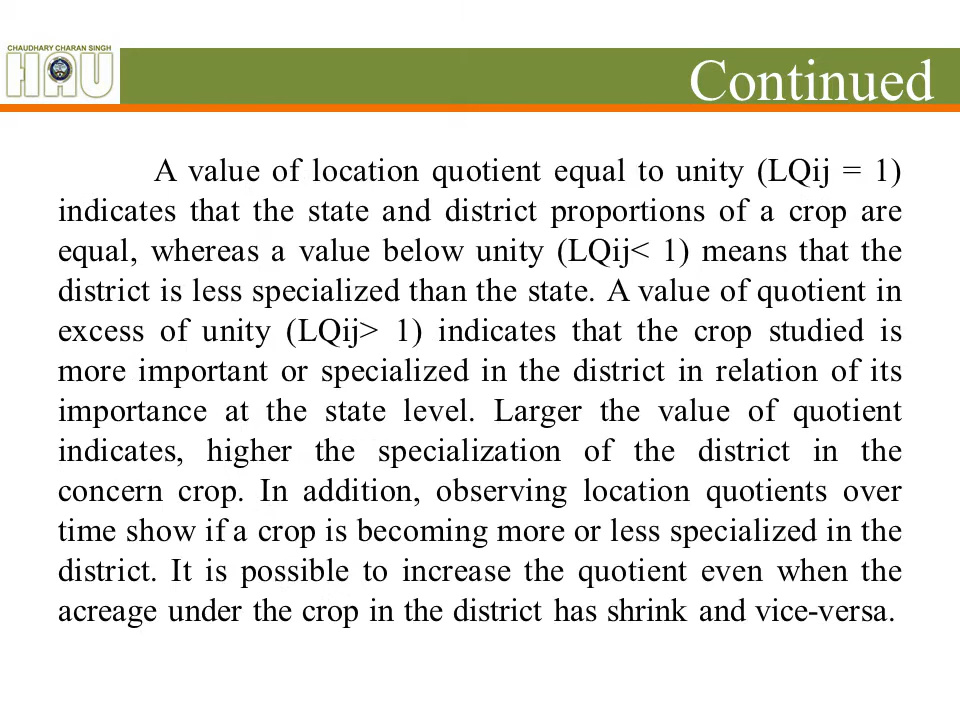 CHAUDHARY CHARAN SINGH
HAU
Continued
A value of location quotient equal to unity (LQij = 1)
indicates that the state and district proportions of a crop are
equal, whereas a value below unity (LQij< 1) means that the
district is less specialized than the state. A value of quotient in
excess of unity (LQij> 1) indicates that the crop studied is
more important or specialized in the district in relation of its
importance at the state level. Larger the value of quotient
indicates, higher the specialization of the district in the
concern crop. In addition, observing location quotients over
time show if a crop is becoming more or less specialized in the
district. It is possible to increase the quotient even when the
acreage under the crop in the district has shrink and vice-versa.